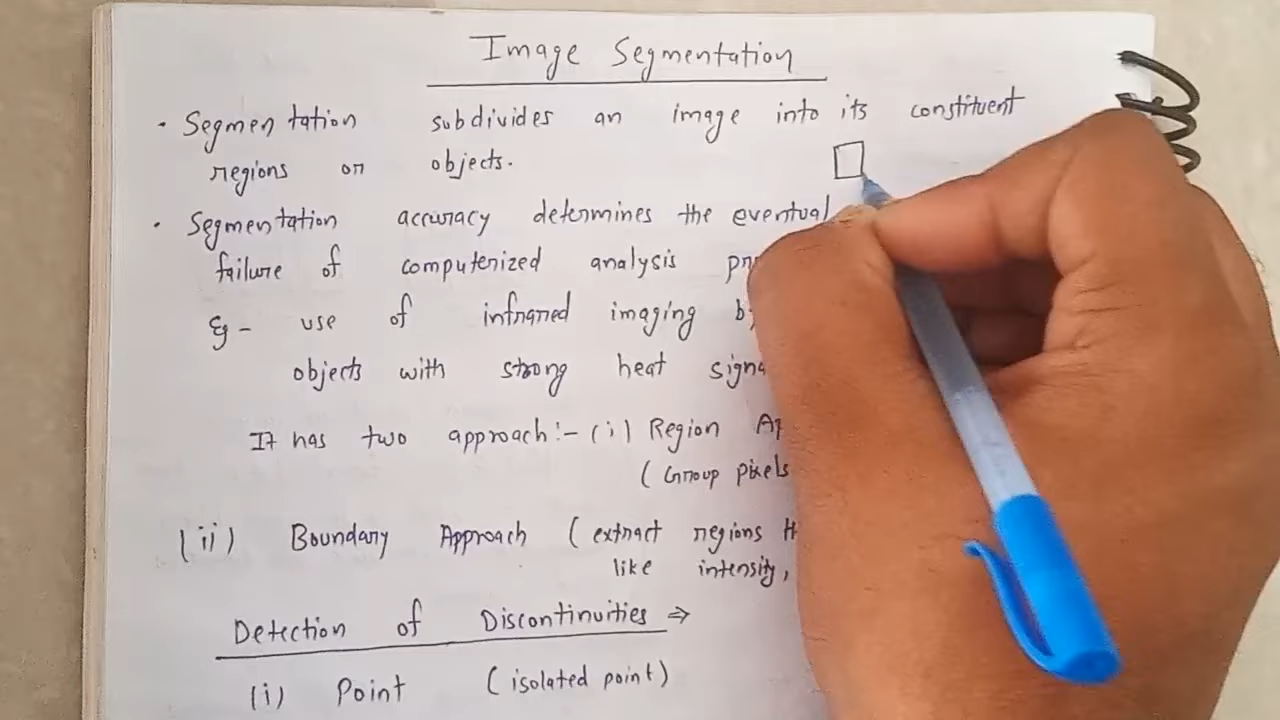 Image Segmentation
• Segmentation subdivides an image into its constituent
regions or objects.
• Segmentation accuracy determines the eventual
failure of computerized analysis
Eg - use of infrared imaging
objects with strong heat
It has two approach:- (i) Region
(Group pixels
(ii) Boundary Approach (extract regions
like intensity,
Detection of Discontinuities ⇒
(i) Point (isolated point)